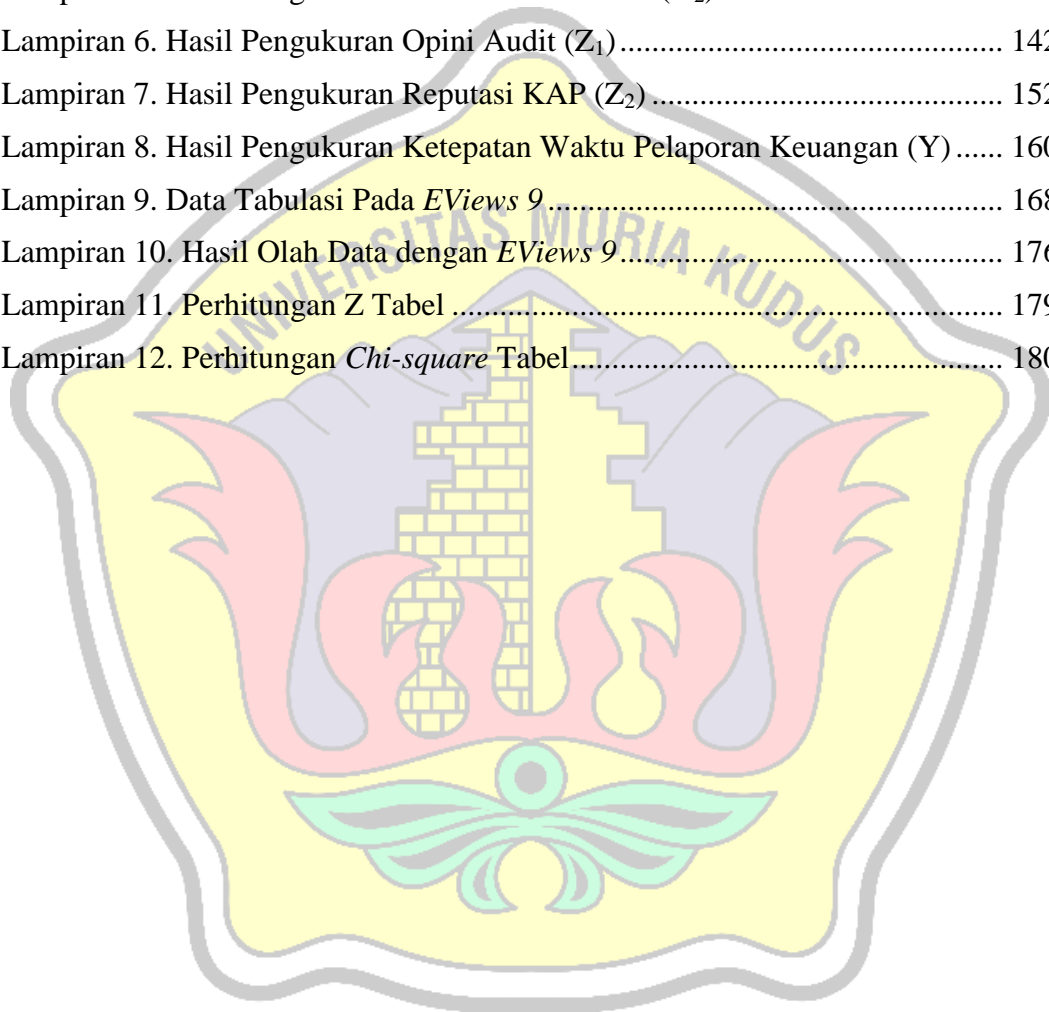 Lampiran 6. Hasil Pengukuran Opini Audit (Z₁)................................................ 142
Lampiran 7. Hasil Pengukuran Reputasi KAP (Z₂)............................................ 152
Lampiran 8. Hasil Pengukuran Ketepatan Waktu Pelaporan Keuangan (Y)...... 160
Lampiran 9. Data Tabulasi Pada EViews 9......................................................... 168
Lampiran 10. Hasil Olah Data dengan EViews 9................................................ 176
Lampiran 11. Perhitungan Z Tabel..................................................................... 179
Lampiran 12. Perhitungan Chi-square Tabel...................................................... 180
UNIVERSITAS MURIA KUDUS